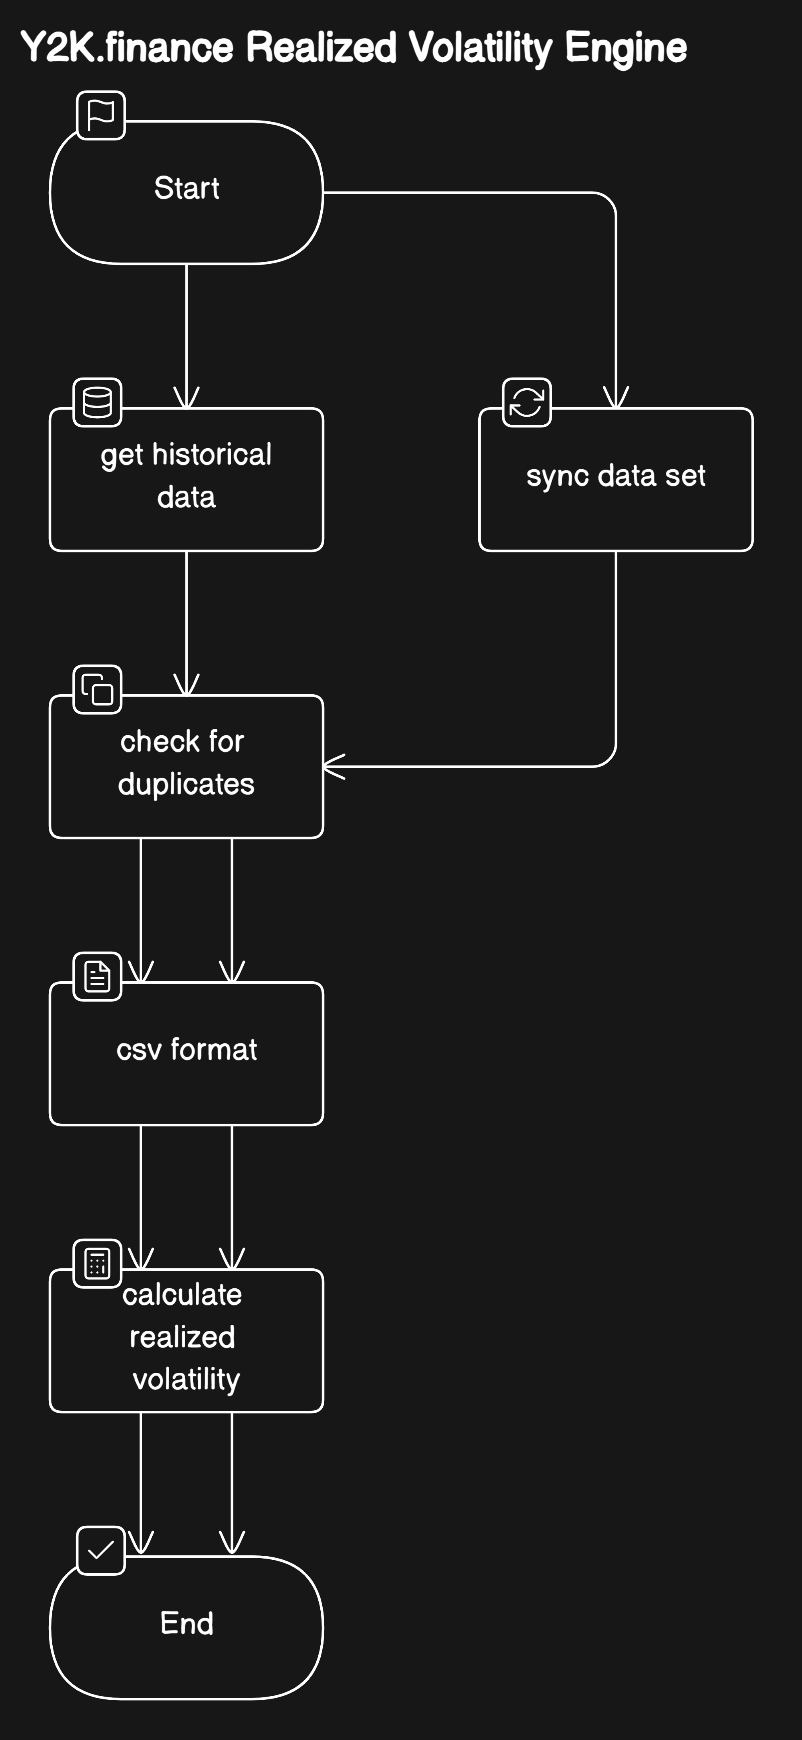 Y2K.finance Realized Volatility Engine
Start
get historical
data
sync data set
check for
duplicates
csv format
calculate
realized
volatility
End